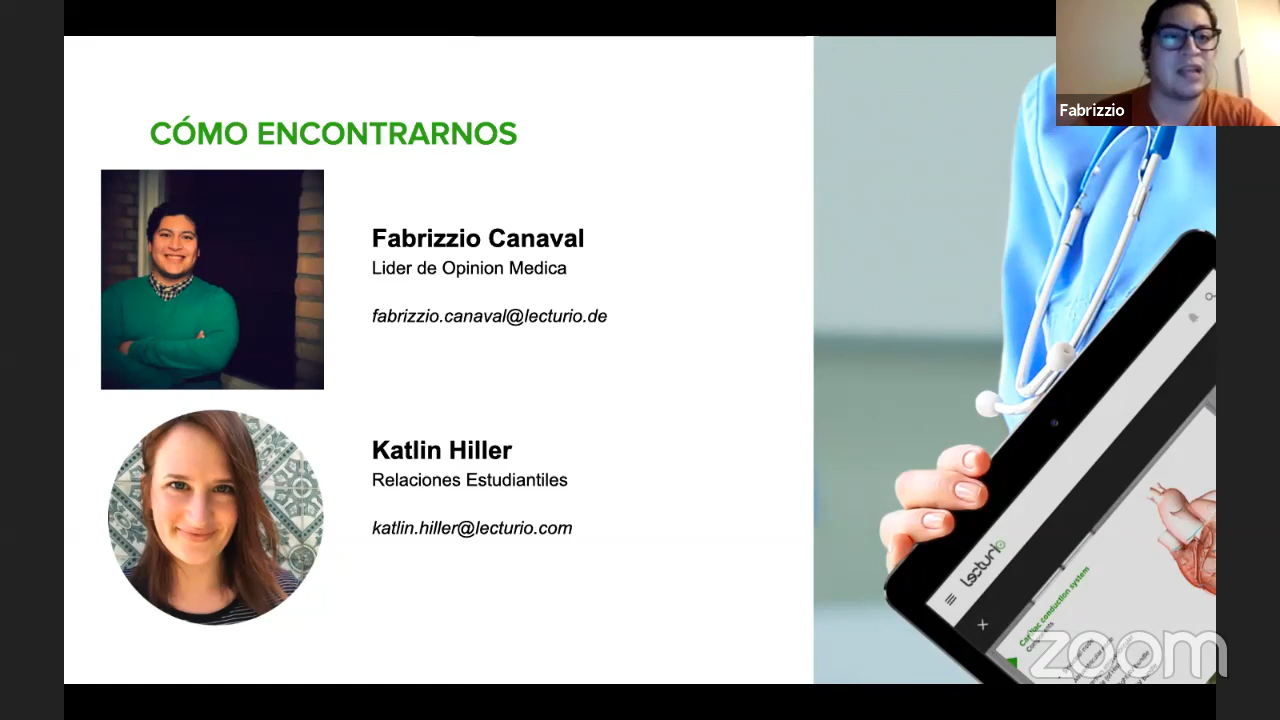 CÓMO ENCONTRARNOS
Fabrizzio Canaval
Lider de Opinion Medica
fabrizzio.canaval@lecturio.de
Katlin Hiller
Relaciones Estudiantiles
katlin.hiller@lecturio.com
Fabrizzio
lecturio
Cardiac conduction system
Components
zoom